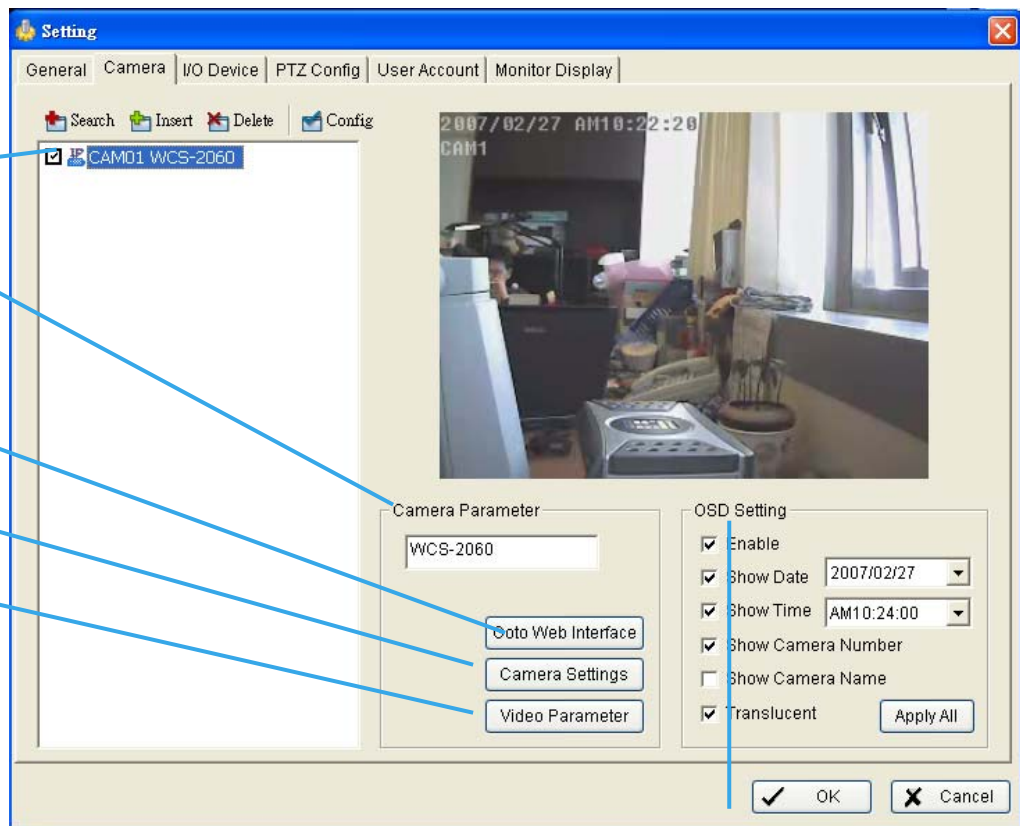 Setting
General Camera I/O Device PTZ Config User Account Monitor Display
Search Insert Delete Config
CAM01 WCS-2060
2007/02/27 AM10:22:20
CAM1
Camera Parameter
WCS-2060
Goto Web Interface
Camera Settings
Video Parameter
OSD Setting
Enable
Show Date 2007/02/27
Show Time AM10:24:00
Show Camera Number
Show Camera Name
Translucent Apply All
OK Cancel